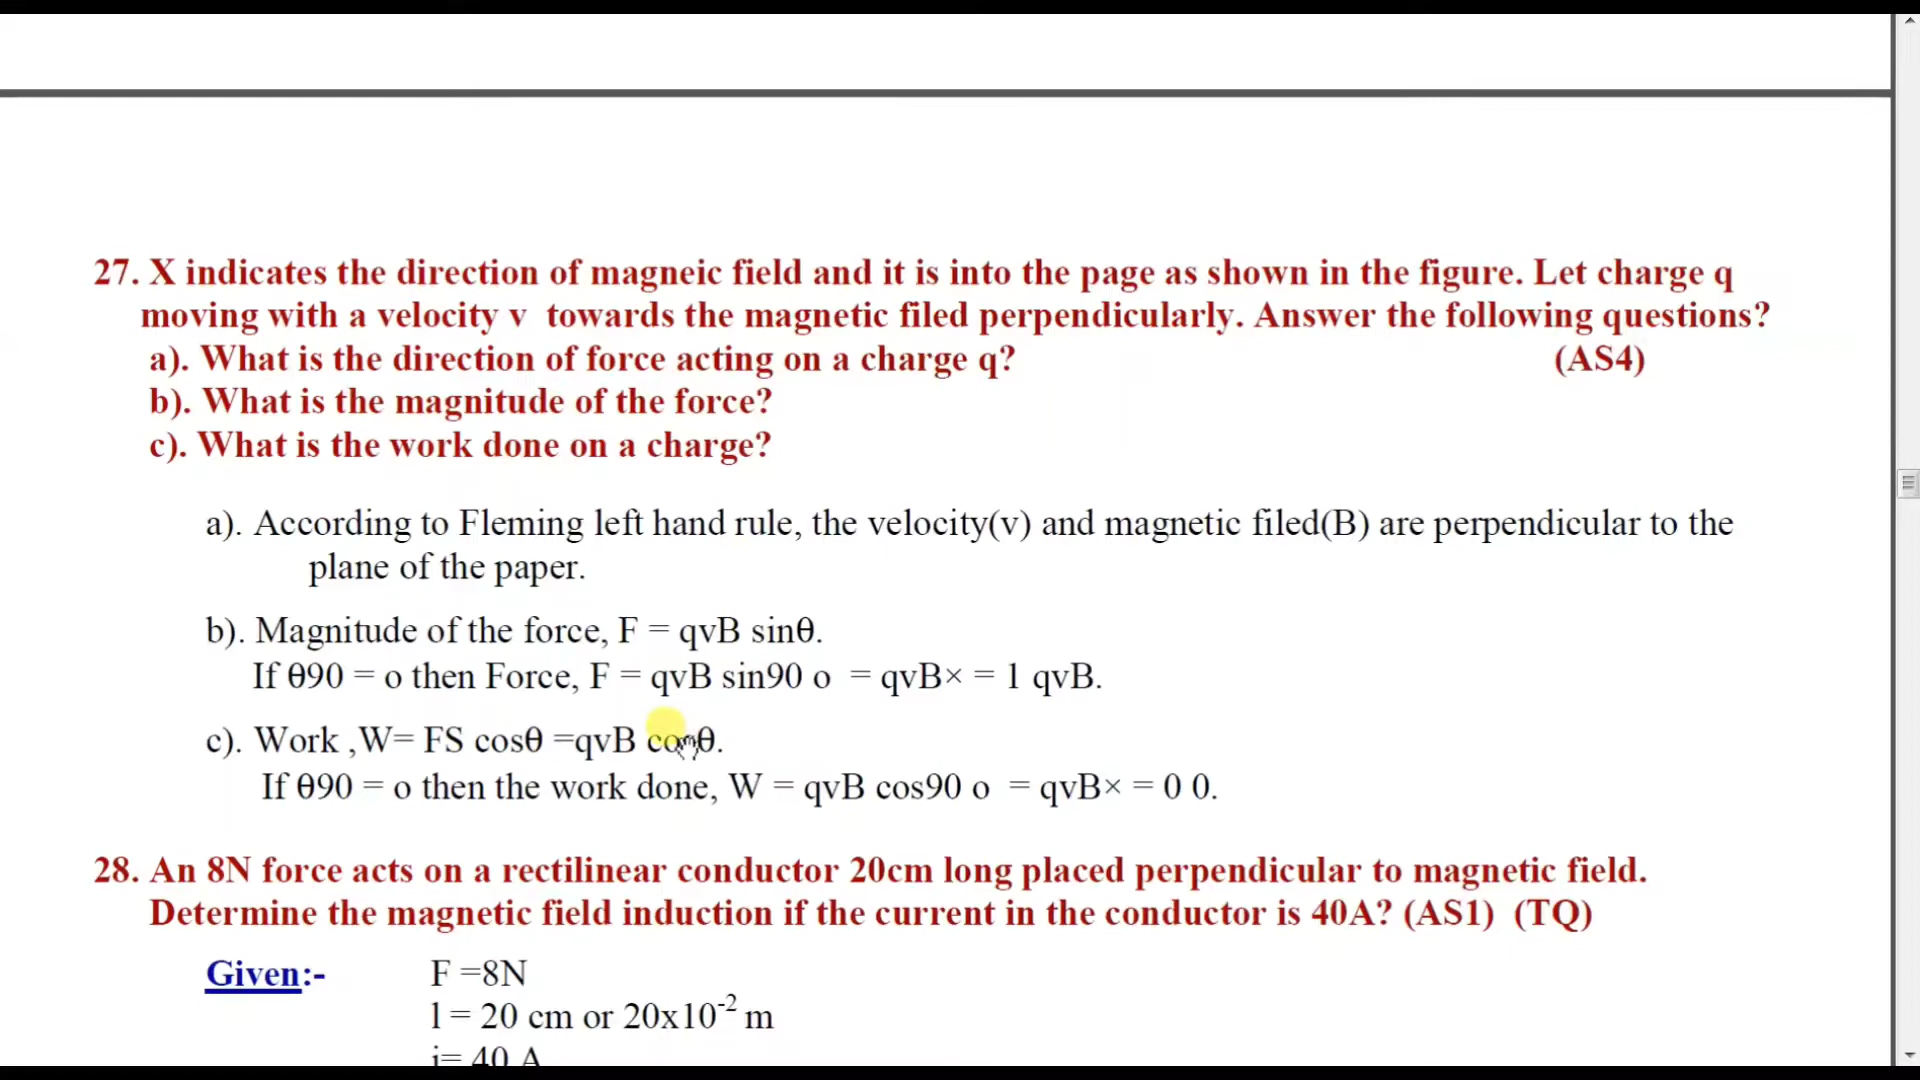 27. X indicates the direction of magneic field and it is into the page as shown in the figure. Let charge q
moving with a velocity v towards the magnetic filed perpendicularly. Answer the following questions?
a). What is the direction of force acting on a charge q? (AS4)
b). What is the magnitude of the force?
c). What is the work done on a charge?
a). According to Fleming left hand rule, the velocity(v) and magnetic filed(B) are perpendicular to the
plane of the paper.
b). Magnitude of the force, F = qvB sinθ.
If θ90 = o then Force, F = qvB sin90 o = qvB× = 1 qvB.
c). Work ,W= FS cosθ =qvB cosθ.
If θ90 = o then the work done, W = qvB cos90 o = qvB× = 0 0.
28. An 8N force acts on a rectilinear conductor 20cm long placed perpendicular to magnetic field.
Determine the magnetic field induction if the current in the conductor is 40A? (AS1) (TQ)
Given:- F =8N
l = 20 cm or 20x10⁻² m
i= 40 A